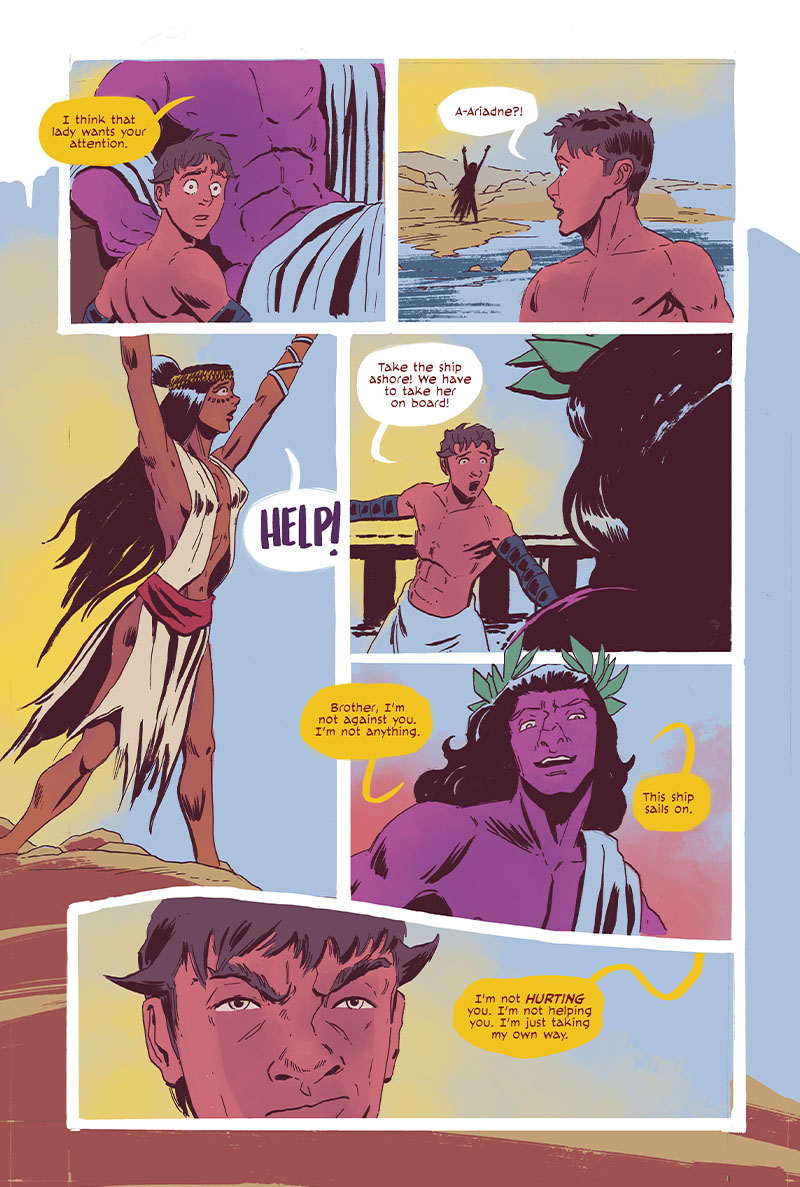 I think that
lady wants your
attention.
A-Ariadne?!
HELP!
Take the ship
ashore! We have
to take her
on board!
Brother, I'm
not against you.
I'm not anything.
This ship
sails on.
I'm not HURTING
you. I'm not helping
you. I'm just taking
my own way.